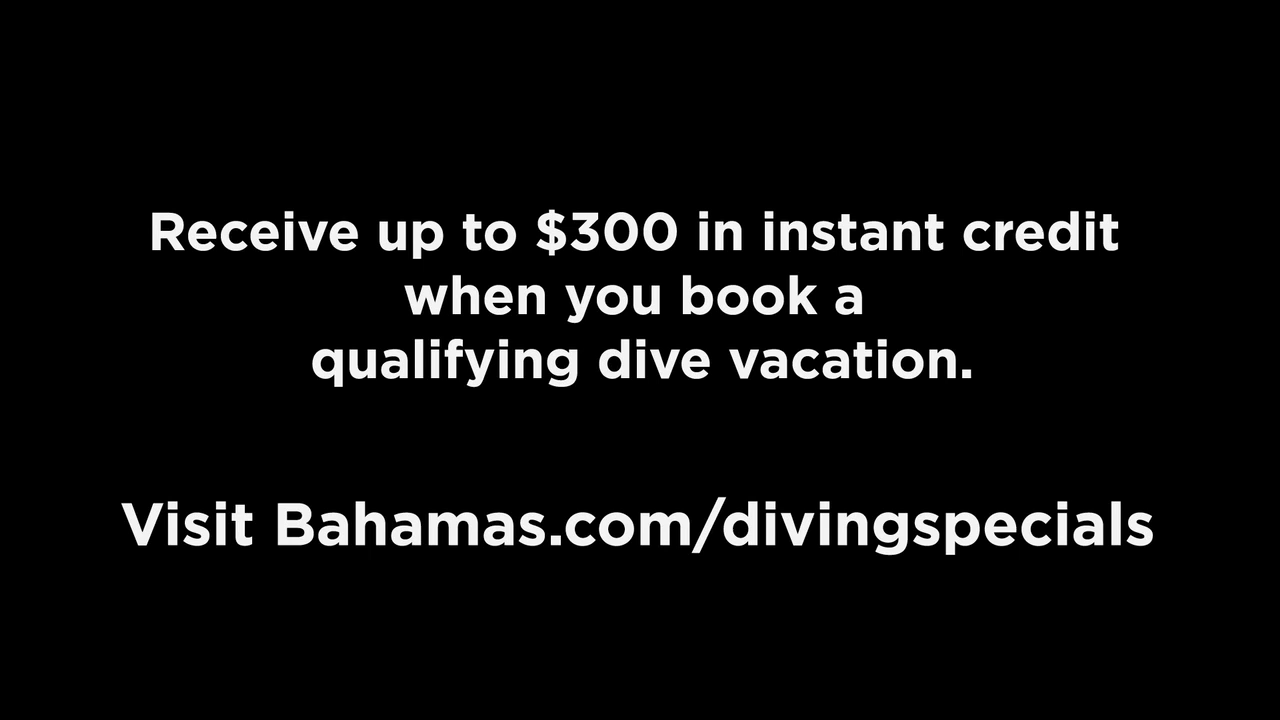 Receive up to $300 in instant credit
when you book a
qualifying dive vacation.
Visit Bahamas.com/divingspecials